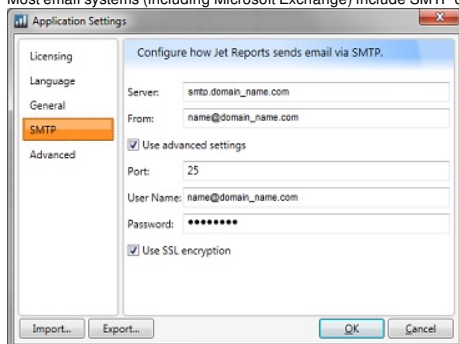 Most email systems (including Microsoft Exchange) include SMTP
Application Settings
Configure how Jet Reports sends email via SMTP.
Licensing
Language
General
SMTP
Advanced
Server: smtp.domain_name.com
From: name@domain_name.com
Use advanced settings
Port: 25
User Name: name@domain_name.com
Password: ••••••••
Use SSL encryption
Import... Export... OK Cancel